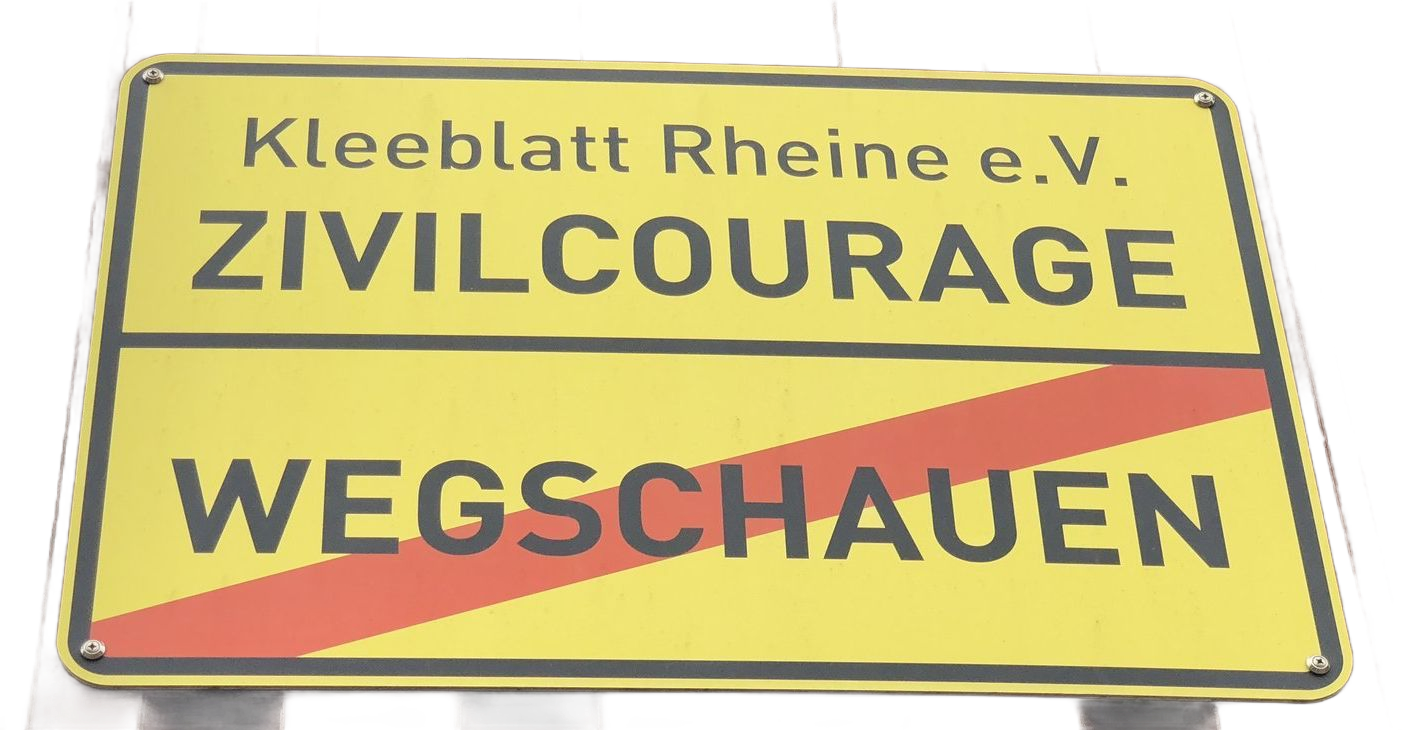 Kleeblatt Rheine e.V.
ZIVILCOURAGE
WEGSCHAUEN